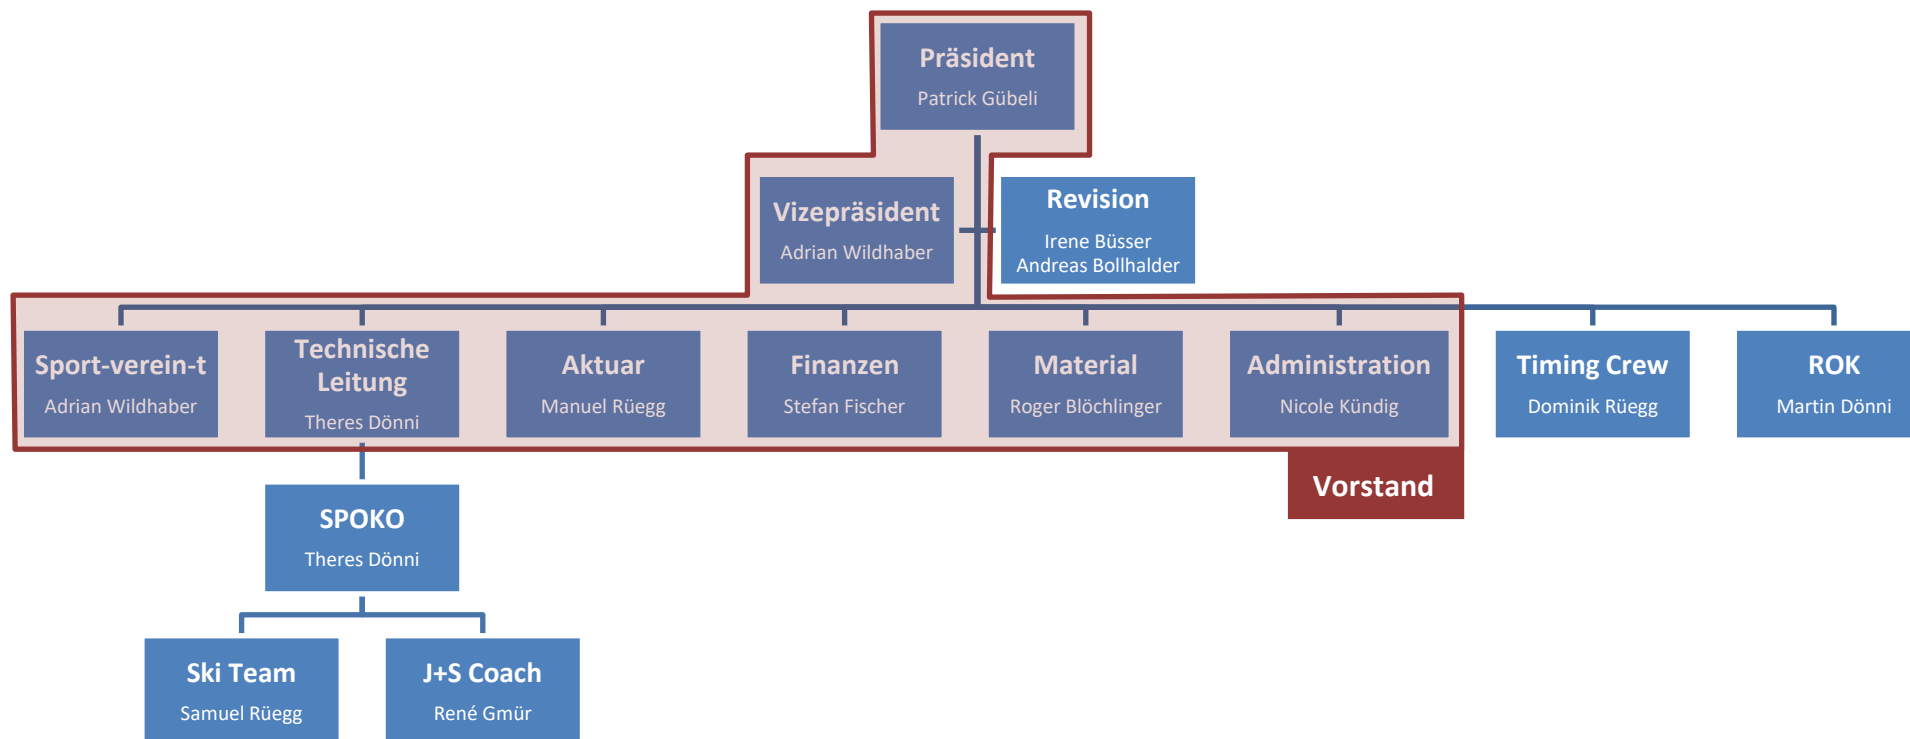 Präsident
Patrick Gübeli
Vizepräsident
Adrian Wildhaber
Revision
Irene Büsser
Andreas Bollhalder
Sport-verein-t
Adrian Wildhaber
Technische
Leitung
Theres Dönni
Aktuar
Manuel Rüegg
Finanzen
Stefan Fischer
Material
Roger Blöchlinger
Administration
Nicole Kündig
Timing Crew
Dominik Rüegg
ROK
Martin Dönni
Vorstand
SPOKO
Theres Dönni
Ski Team
Samuel Rüegg
J+S Coach
René Gmür